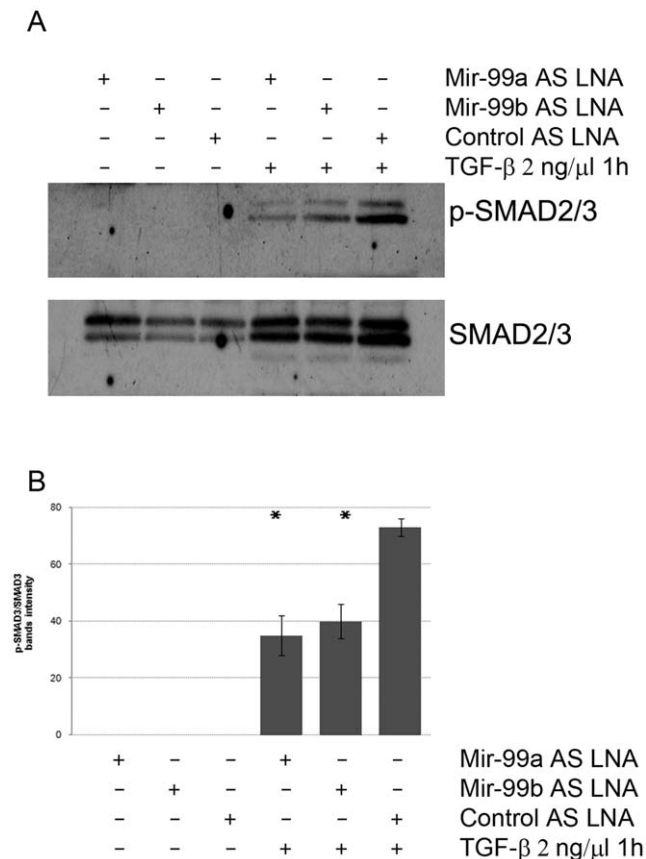 A
+ – – + – – Mir-99a AS LNA
– + – – + – Mir-99b AS LNA
– – + – – + Control AS LNA
– – – + + + TGF-β 2 ng/μl 1h
p-SMAD2/3
SMAD2/3
B
80
60
40
20
0
p-SMAD3/SMAD3
bands intensity
* *
+ – – + – – Mir-99a AS LNA
– + – – + – Mir-99b AS LNA
– – + – – + Control AS LNA
– – – + + + TGF-β 2 ng/μl 1h